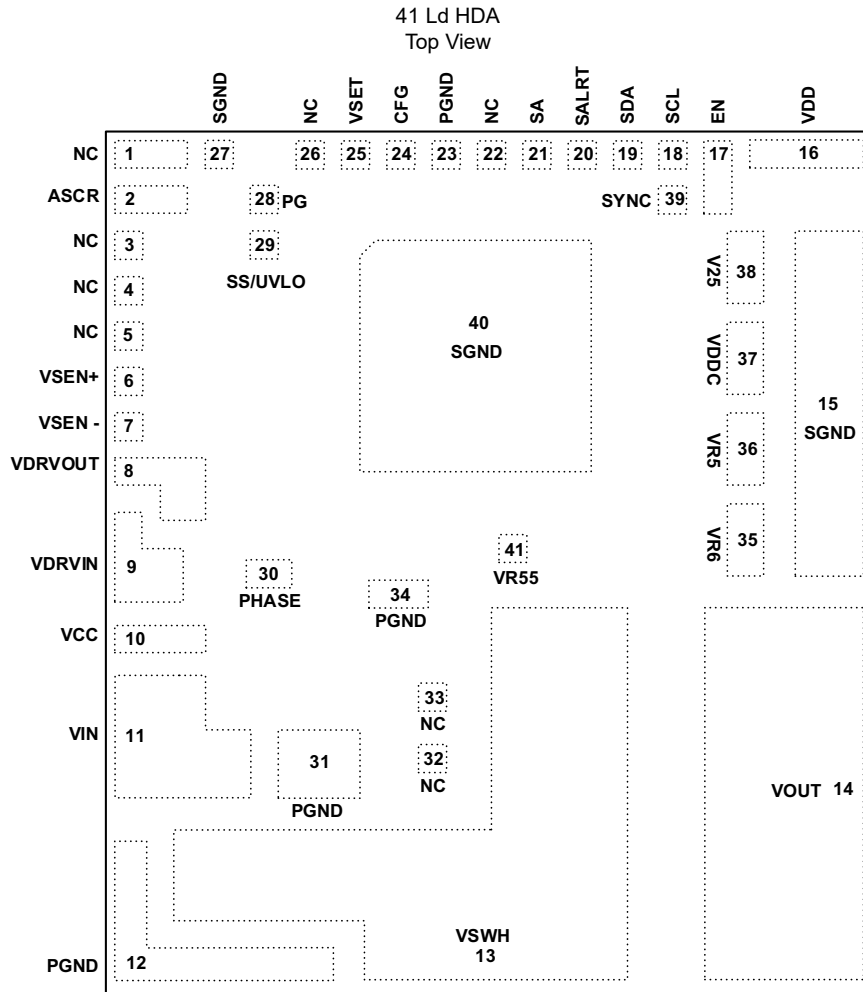 41 Ld HDA
Top View
SGND
NC
VSET
CFG
PGND
NC
SA
SALRT
SDA
SCL
EN
VDD
NC 1 27 26 25 24 23 22 21 20 19 18 17 16
ASCR 2 28 PG SYNC 39
NC 3 29
SS/UVLO
V25 38
NC 4
NC 5
40
SGND
VDDC 37
VSEN+ 6
15
SGND
VSEN - 7
VR5 36
VDRVOUT 8
VR6 35
VDRVIN 9
30
PHASE
41
VR55
34
PGND
VCC 10
33
NC
VIN 11
31
PGND
32
NC
VOUT 14
VSWH
13
PGND 12